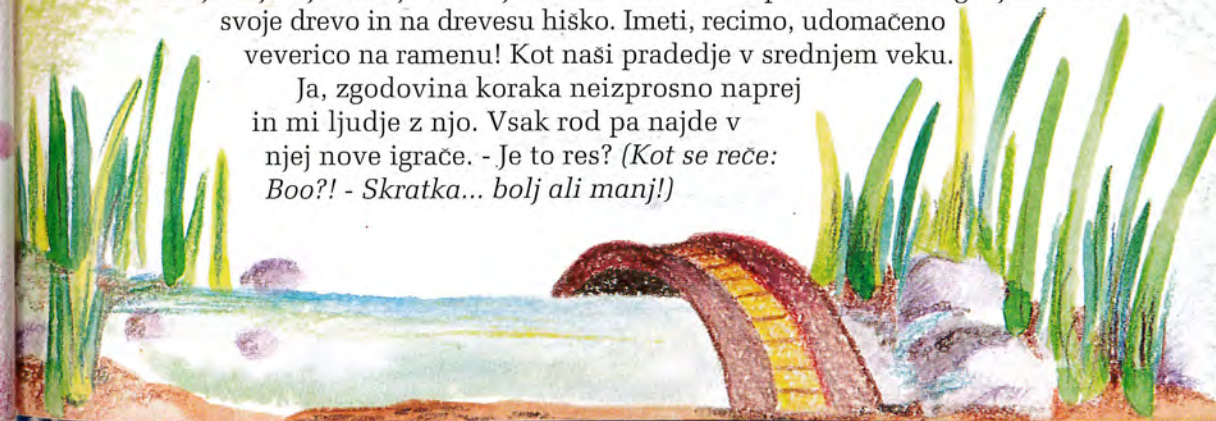 svoje drevo in na drevesu hiško. Imeti, recimo, udomačeno
veverico na ramenu! Kot naši pradedje v srednjem veku.
Ja, zgodovina koraka neizprosno naprej
in mi ljudje z njo. Vsak rod pa najde v
njej nove igrače. - Je to res? (Kot se reče:
Boo?! - Skratka... bolj ali manj!)